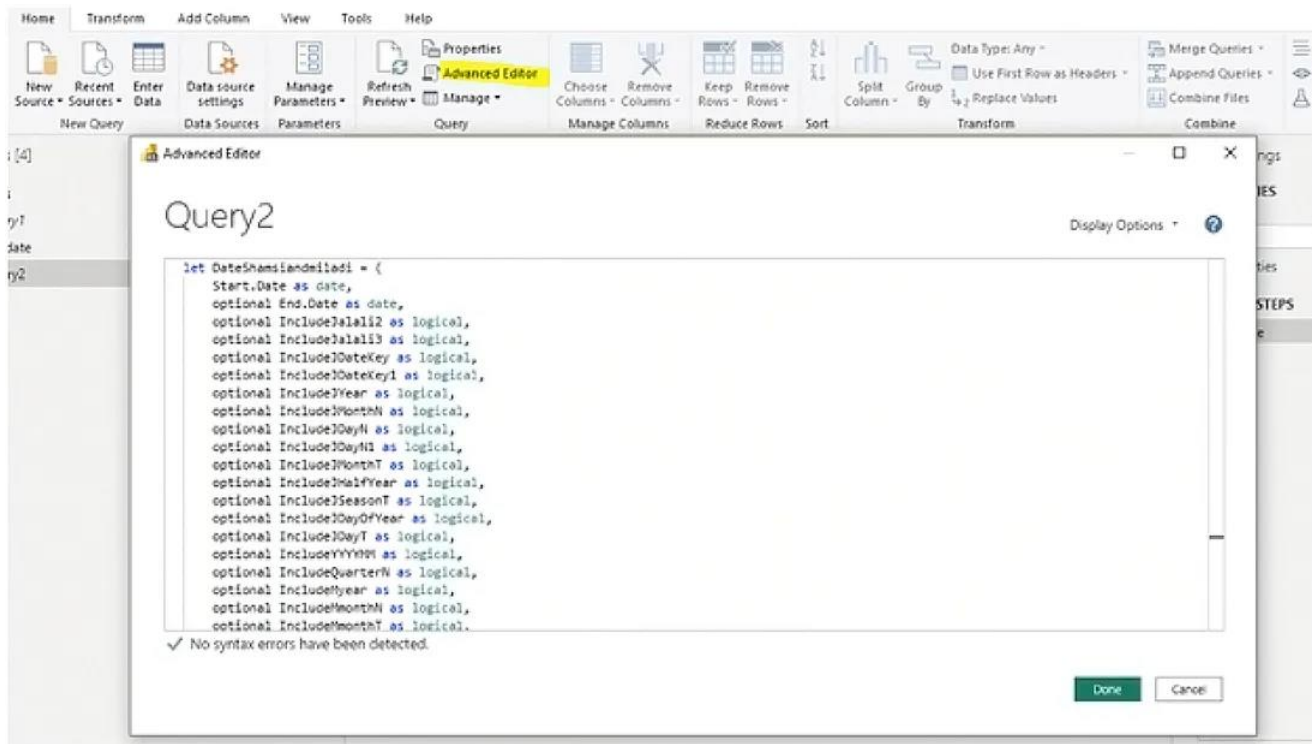 Home Transform Add Column View Tools Help
New Source Recent Sources Enter Data
New Query
Data source settings
Data Sources
Manage Parameters
Parameters
Refresh Preview
Properties
Advanced Editor
Manage
Query
Choose Columns Remove Columns
Manage Columns
Keep Rows Remove Rows
Reduce Rows
Sort
Split Column Group By
Data Type: Any
Use First Row as Headers
Replace Values
Transform
Merge Queries
Append Queries
Combine Files
Combine
[4]
Advanced Editor
Query2
Display Options
let DateShamsiandmiladi = (
Start.Date as date,
optional End.Date as date,
optional IncludeJalali2 as logical,
optional IncludeJalali3 as logical,
optional IncludeJDateKey as logical,
optional IncludeJDateKey1 as logical,
optional IncludeJYear as logical,
optional IncludeJMonthN as logical,
optional IncludeJDayN as logical,
optional IncludeJDayN1 as logical,
optional IncludeJMonthT as logical,
optional IncludeJHalfYear as logical,
optional IncludeJSeasonT as logical,
optional IncludeJDayOfYear as logical,
optional IncludeJDayT as logical,
optional IncludeYYYYMM as logical,
optional IncludeQuarterN as logical,
optional IncludeMyear as logical,
optional IncludeMmonthN as logical,
optional IncludeMmonthT as logical,
No syntax errors have been detected.
Done Cancel
ry1
date
ry2
ngs
IES
ties
STEPS
e